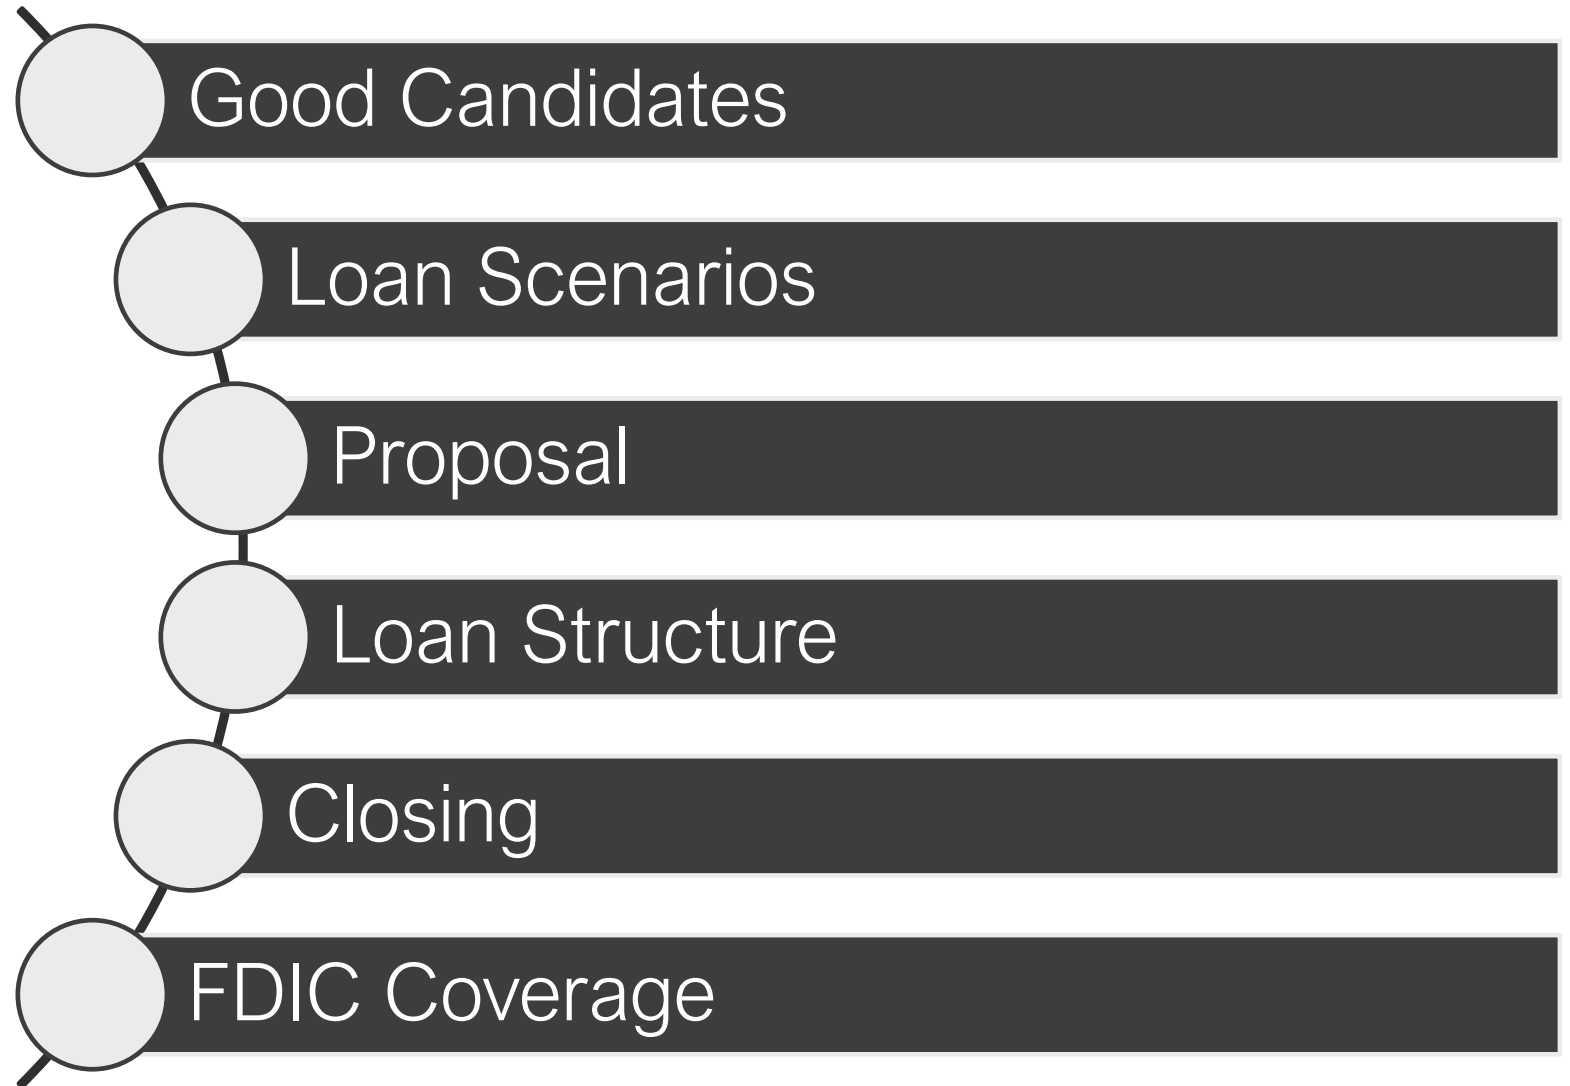 Good Candidates
Loan Scenarios
Proposal
Loan Structure
Closing
FDIC Coverage